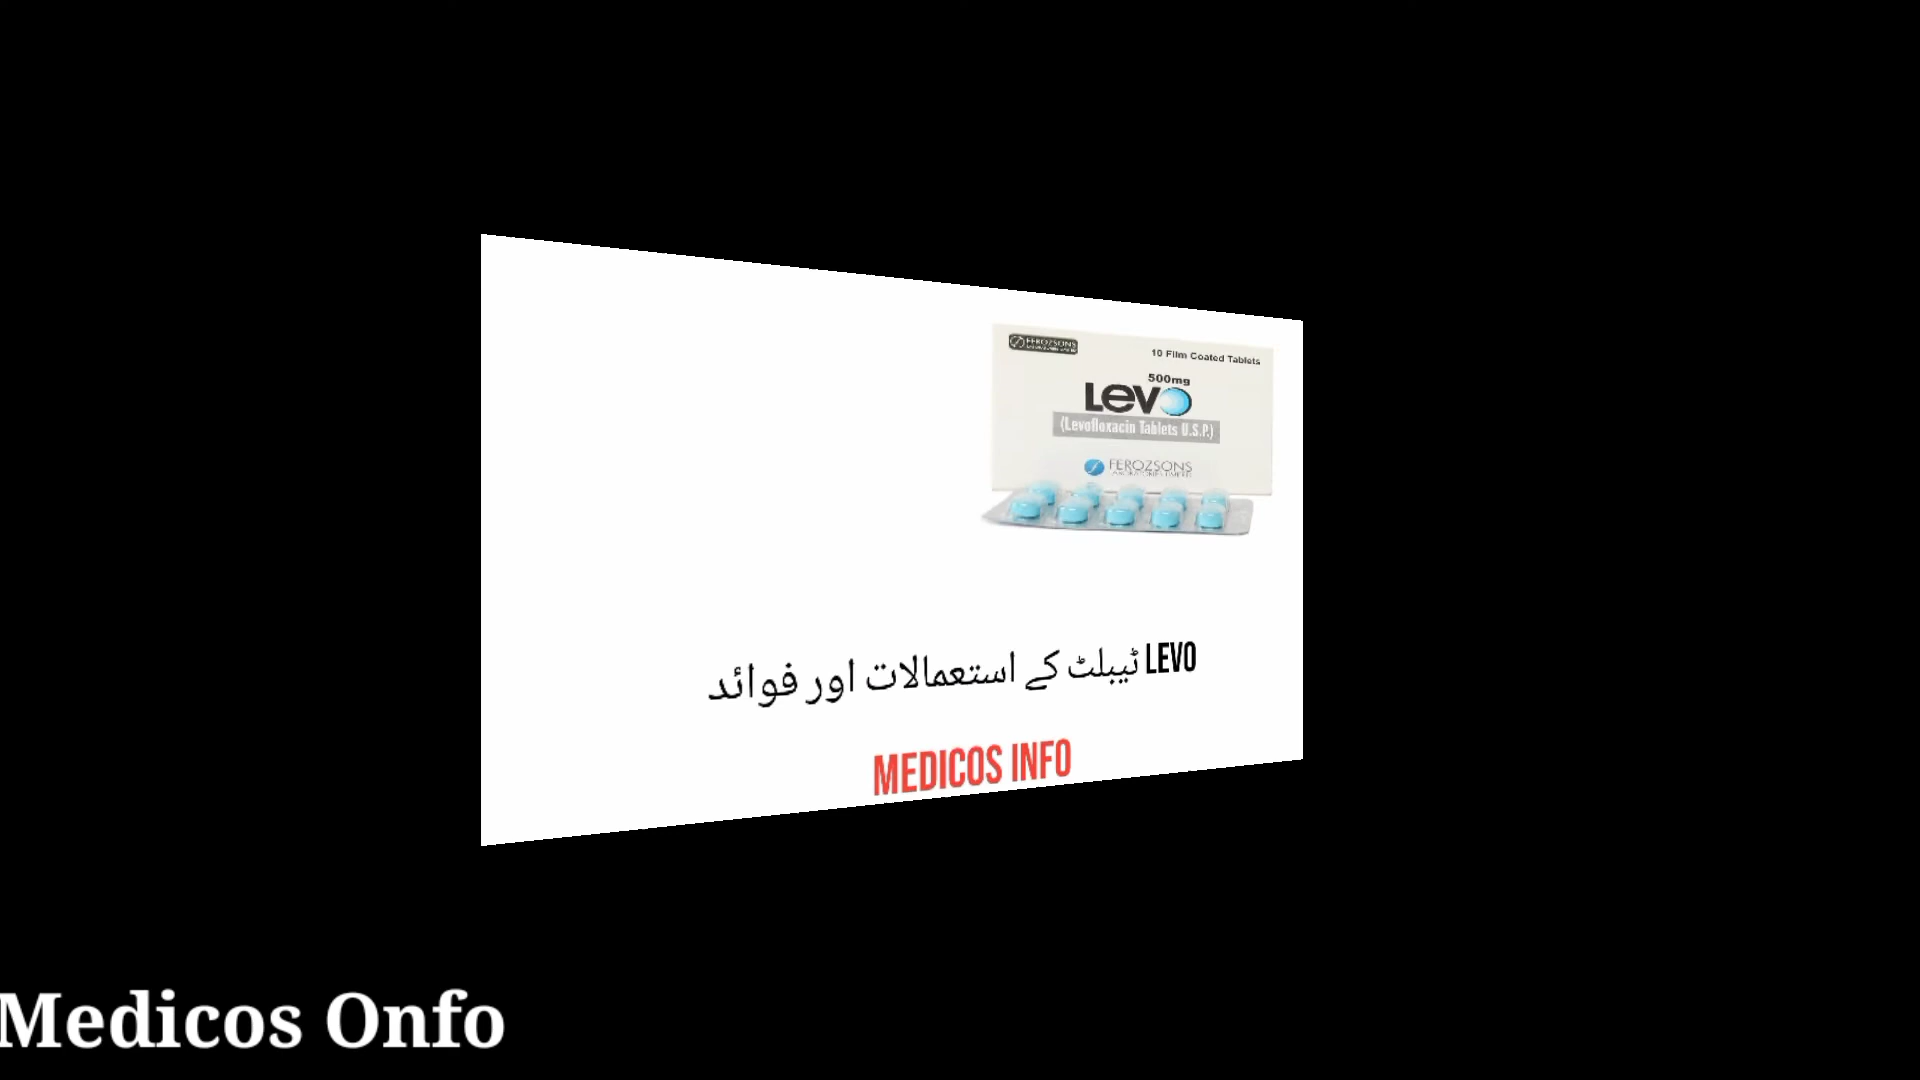 FEROZSONS
10 Film Coated Tablets
500mg
Levo
(Levofloxacin Tablets U.S.P.)
FEROZSONS
LEVO ٹیبلٹ کے استعمالات اور فوائد
MEDICOS INFO
Medicos Onfo